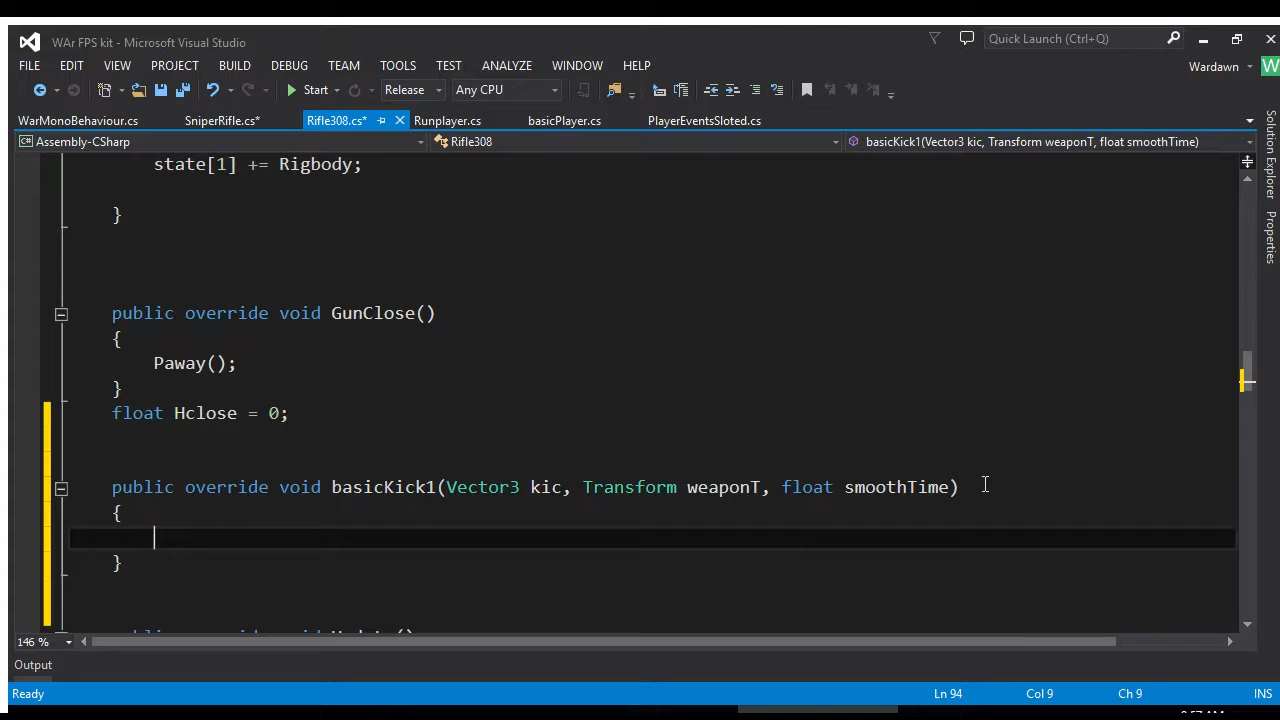 WAr FPS kit - Microsoft Visual Studio
Quick Launch (Ctrl+Q)
FILE EDIT VIEW PROJECT BUILD DEBUG TEAM TOOLS TEST ANALYZE WINDOW HELP
Wardawn W
Start Release Any CPU
WarMonoBehaviour.cs SniperRifle.cs* Rifle308.cs* Runplayer.cs basicPlayer.cs PlayerEventsSloted.cs
Assembly-CSharp Rifle308 basicKick1(Vector3 kic, Transform weaponT, float smoothTime)
Solution Explorer
Properties
state[1] += Rigbody;
}
public override void GunClose()
{
Paway();
}
float Hclose = 0;
public override void basicKick1(Vector3 kic, Transform weaponT, float smoothTime)
{
}
146 %
Output
Ready Ln 94 Col 9 Ch 9 INS